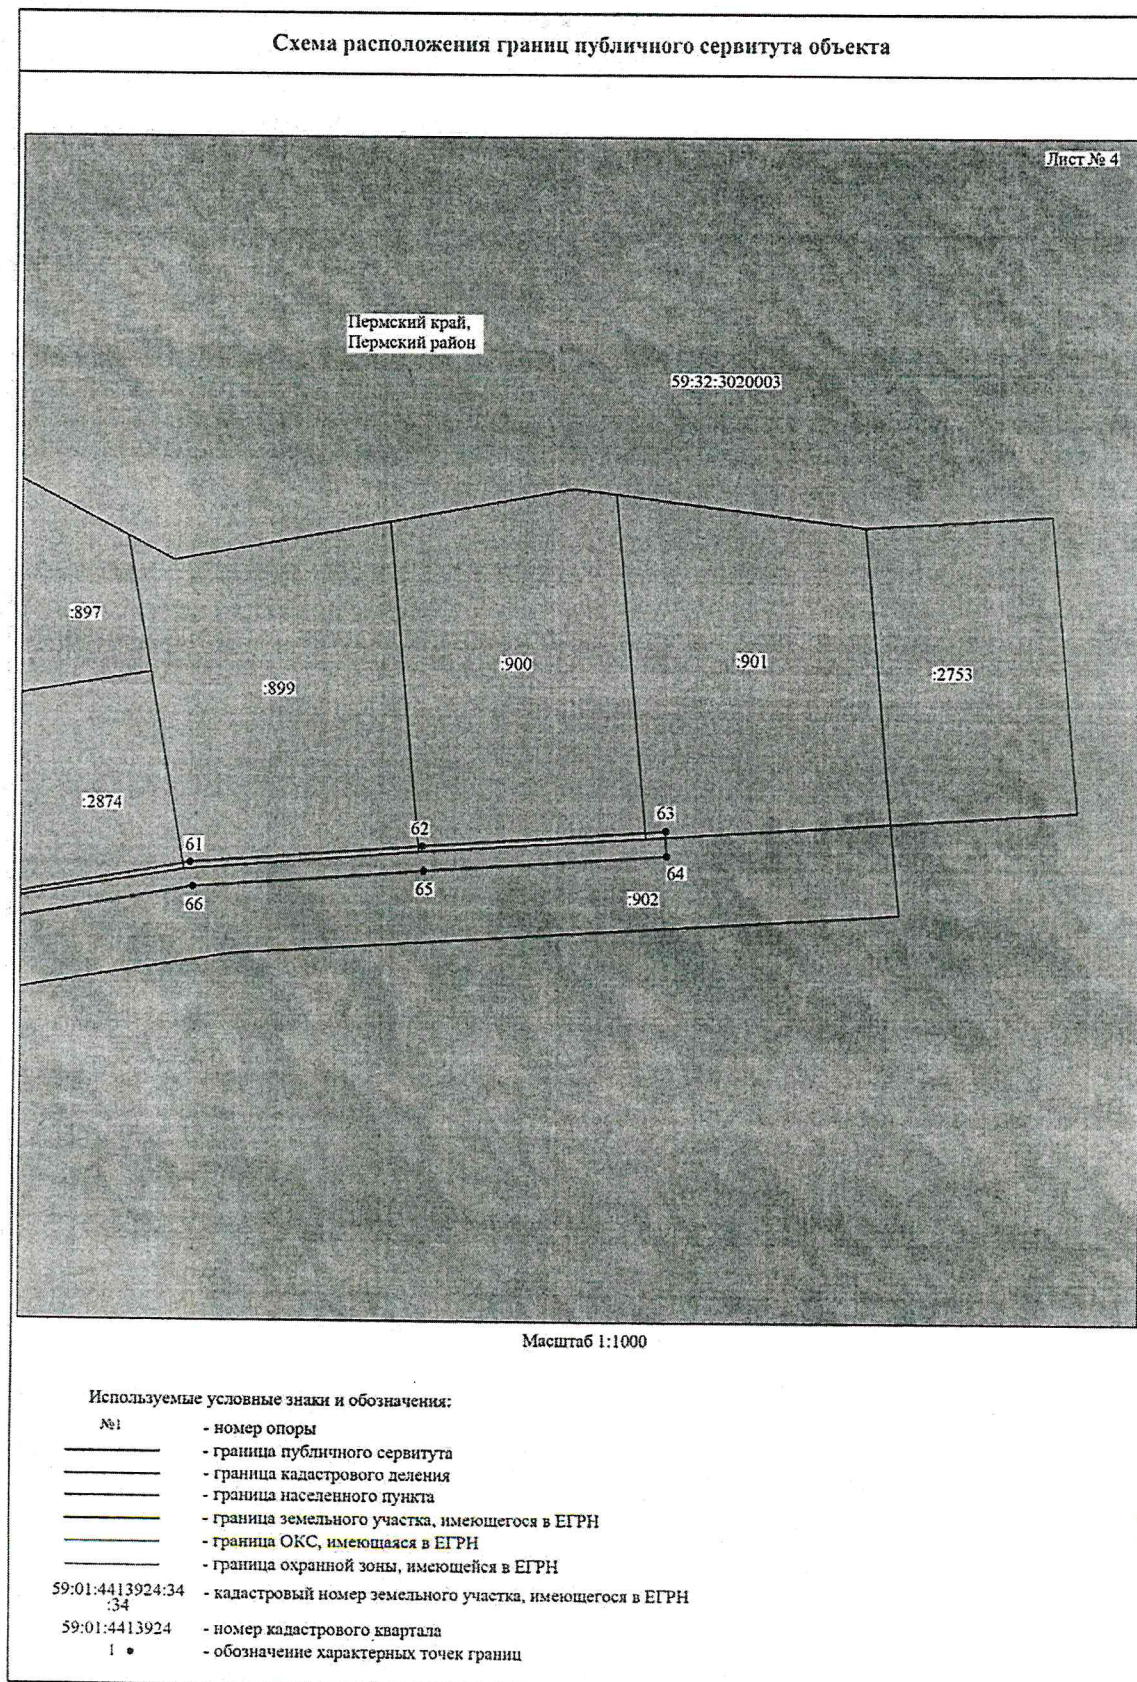 Схема расположения границ публичного сервитута объекта
Лист № 4
Пермский край,
Пермский район
59:32:3020003
:897
:899
:900
:901
:2753
:2874
61
62
63
64
65
66
:902
Масштаб 1:1000
Используемые условные знаки и обозначения:
№1 - номер опоры
- граница публичного сервитута
- граница кадастрового деления
- граница населенного пункта
- граница земельного участка, имеющегося в ЕГРН
- граница ОКС, имеющаяся в ЕГРН
- граница охранной зоны, имеющейся в ЕГРН
59:01:4413924:34
:34
- кадастровый номер земельного участка, имеющегося в ЕГРН
59:01:4413924 - номер кадастрового квартала
1 - обозначение характерных точек границ